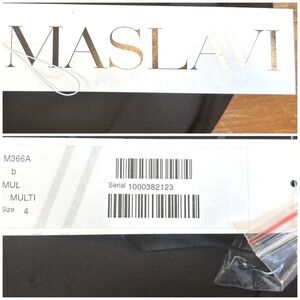 MASLAVI
M366A
b
MUL
MULTI
Size 4
Serial 1000382123